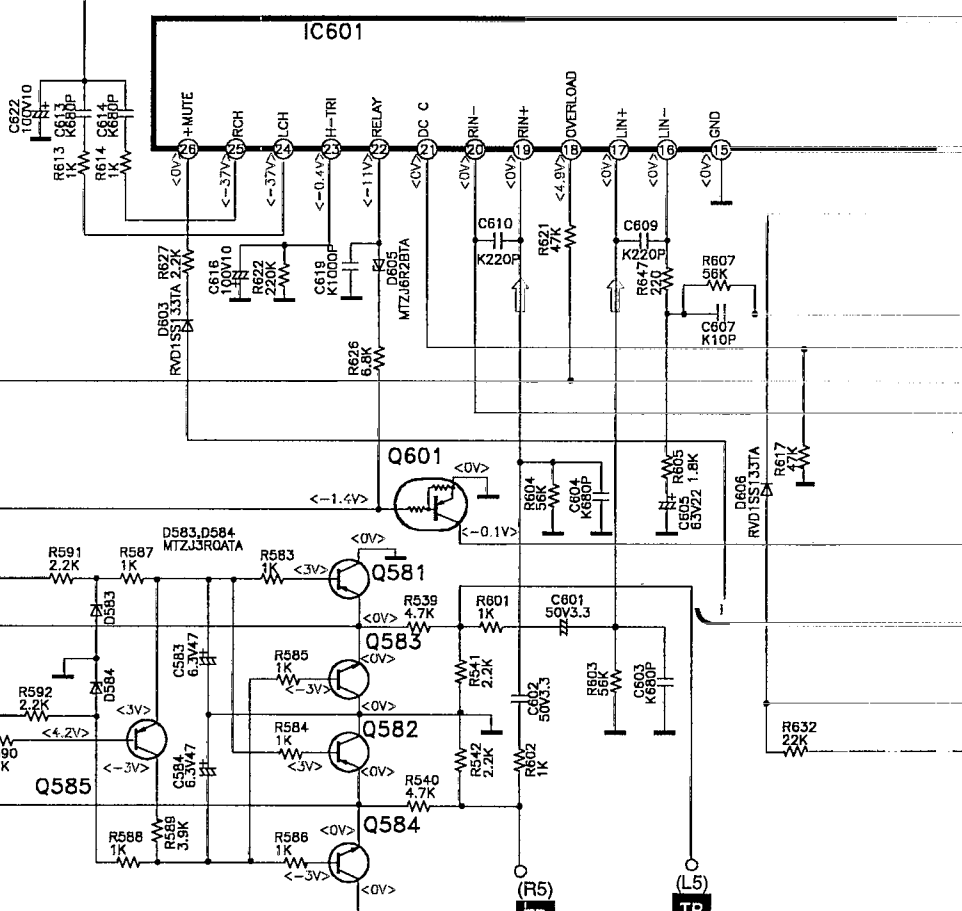 IC601
C622
100V10
C613
K680P
C614
K680P
R613
1K
R614
1K
+MUTE
RCH
LCH
H-TRI
RELAY
DC C
RIN-
RIN+
OVERLOAD
LIN+
LIN-
GND
26
25
24
23
22
21
20
19
18
17
16
15
<0V>
<-37V>
<-37V>
<-0.4V>
<-11V>
<0V>
<0V>
<0V>
<4.9V>
<0V>
<0V>
<0V>
R627
2.2K
D603
RVD1SS133TA
C616
100V10
R622
220K
C619
K1000P
D605
MTZJ6R2BTA
C610
K220P
R621
47K
C609
K220P
R647
220
R607
56K
C607
K10P
R626
6.8K
Q601
<0V>
<-1.4V>
<-0.1V>
R604
56K
C604
K680P
R605
1.8K
C605
63V22
D606
RVD1SS133TA
R617
47K
D583,D584
MTZJ3R0ATA
R591
2.2K
R587
1K
R583
1K
<3V>
<0V>
Q581
D583
C583
6.3V47
R539
4.7K
R601
1K
C601
50V3.3
Q583
R585
1K
<0V>
<-3V>
<0V>
R541
2.2K
C602
50V3.3
R603
56K
C603
K680P
D584
R592
2.2K
<3V>
<4.2V>
<-3V>
90
K
Q585
C584
6.3V47
R584
1K
<3V>
Q582
<0V>
R542
2.2K
R602
1K
R632
22K
R540
4.7K
Q584
R588
1K
R589
3.9K
R586
1K
<0V>
<-3V>
<0V>
(R5)
(L5)